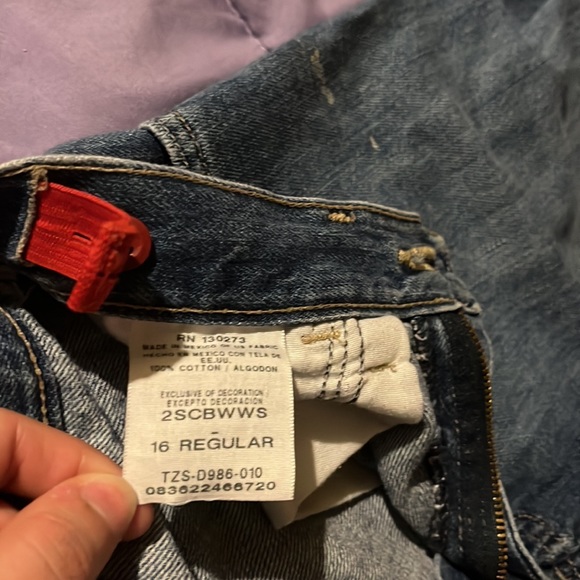 RN 130273
MADE IN MEXICO OF US FABRIC
HECHO EN MEXICO CON TELA DE
EE.UU.
100% COTTON / ALGODON
EXCLUSIVE OF DECORATION
EXCEPTO DECORACION
2SCBWWS
-
16 REGULAR
TZS-D986-010
083622466720